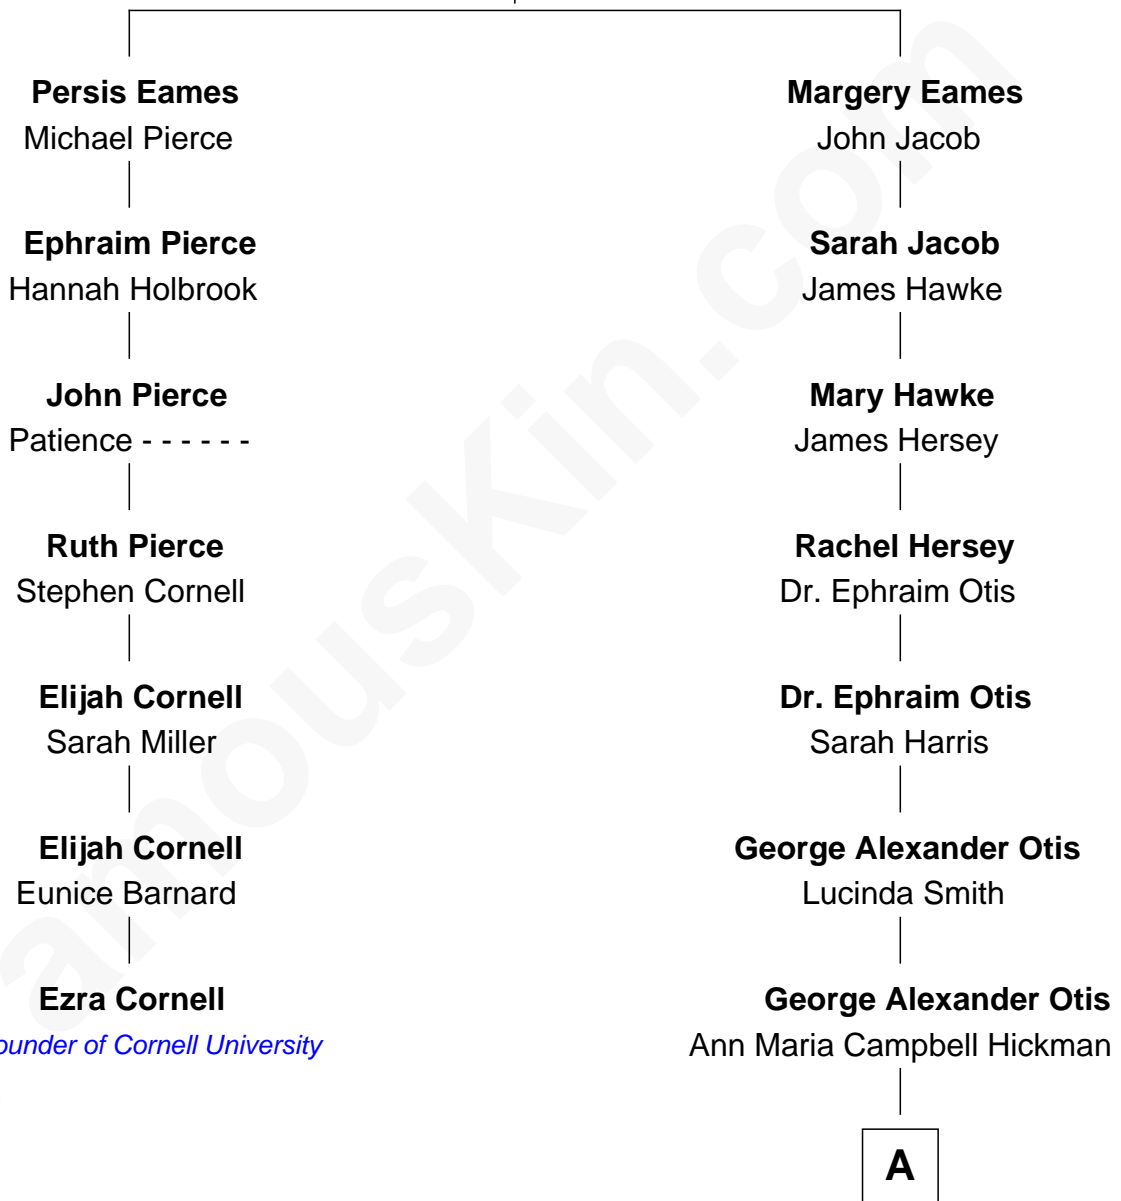 Persis Eames
Michael Pierce
Ephraim Pierce
Hannah Holbrook
John Pierce
Patience - - - - - -
Ruth Pierce
Stephen Cornell
Elijah Cornell
Sarah Miller
Elijah Cornell
Eunice Barnard
Ezra Cornell
ounder of Cornell University
Margery Eames
John Jacob
Sarah Jacob
James Hawke
Mary Hawke
James Hersey
Rachel Hersey
Dr. Ephraim Otis
Dr. Ephraim Otis
Sarah Harris
George Alexander Otis
Lucinda Smith
George Alexander Otis
Ann Maria Campbell Hickman
A
amouskin.com